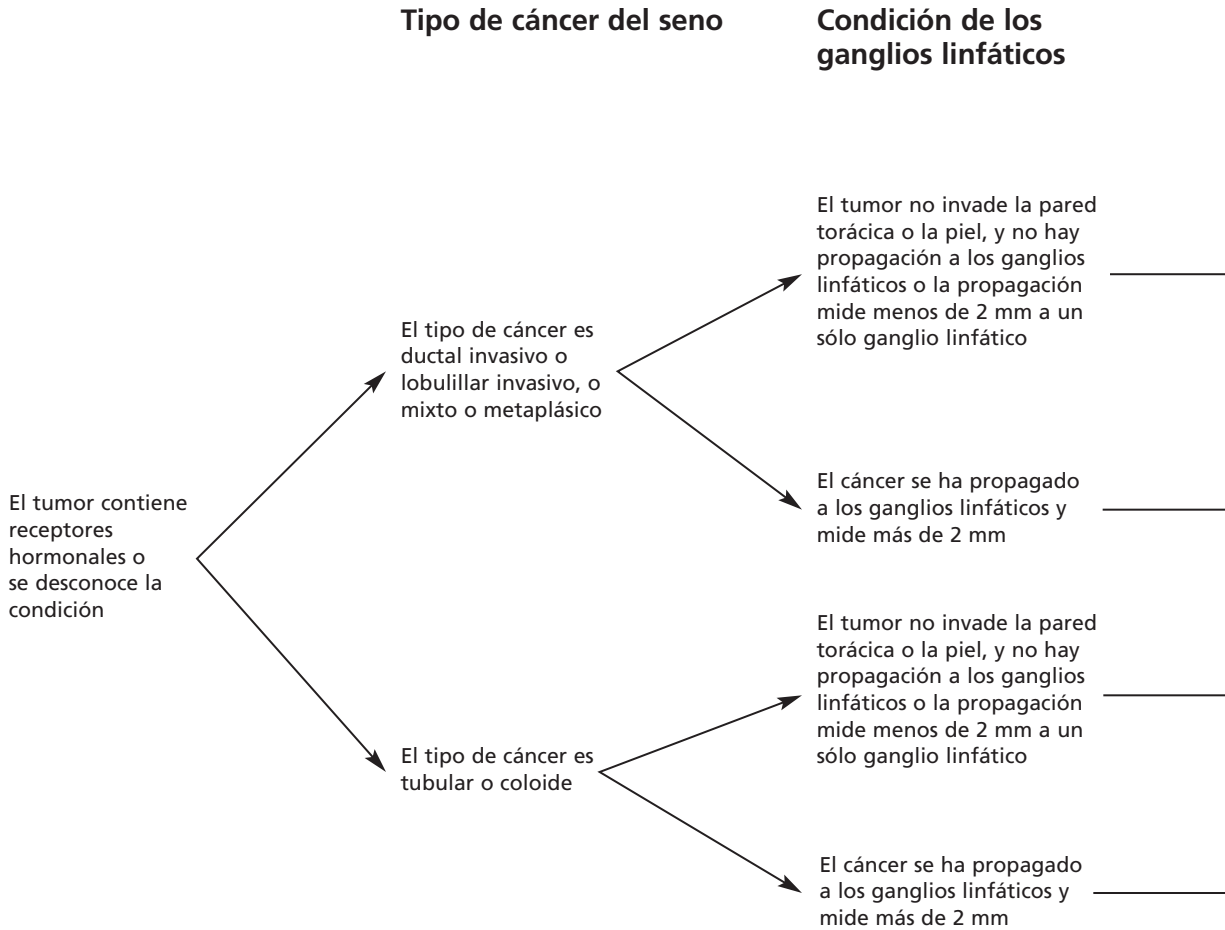 Tipo de cáncer del seno
Condición de los
ganglios linfáticos
El tumor contiene
receptores
hormonales o
se desconoce la
condición
El tipo de cáncer es
ductal invasivo o
lobulillar invasivo, o
mixto o metaplásico
El tumor no invade la pared
torácica o la piel, y no hay
propagación a los ganglios
linfáticos o la propagación
mide menos de 2 mm a un
sólo ganglio linfático
El cáncer se ha propagado
a los ganglios linfáticos y
mide más de 2 mm
El tipo de cáncer es
tubular o coloide
El tumor no invade la pared
torácica o la piel, y no hay
propagación a los ganglios
linfáticos o la propagación
mide menos de 2 mm a un
sólo ganglio linfático
El cáncer se ha propagado
a los ganglios linfáticos y
mide más de 2 mm